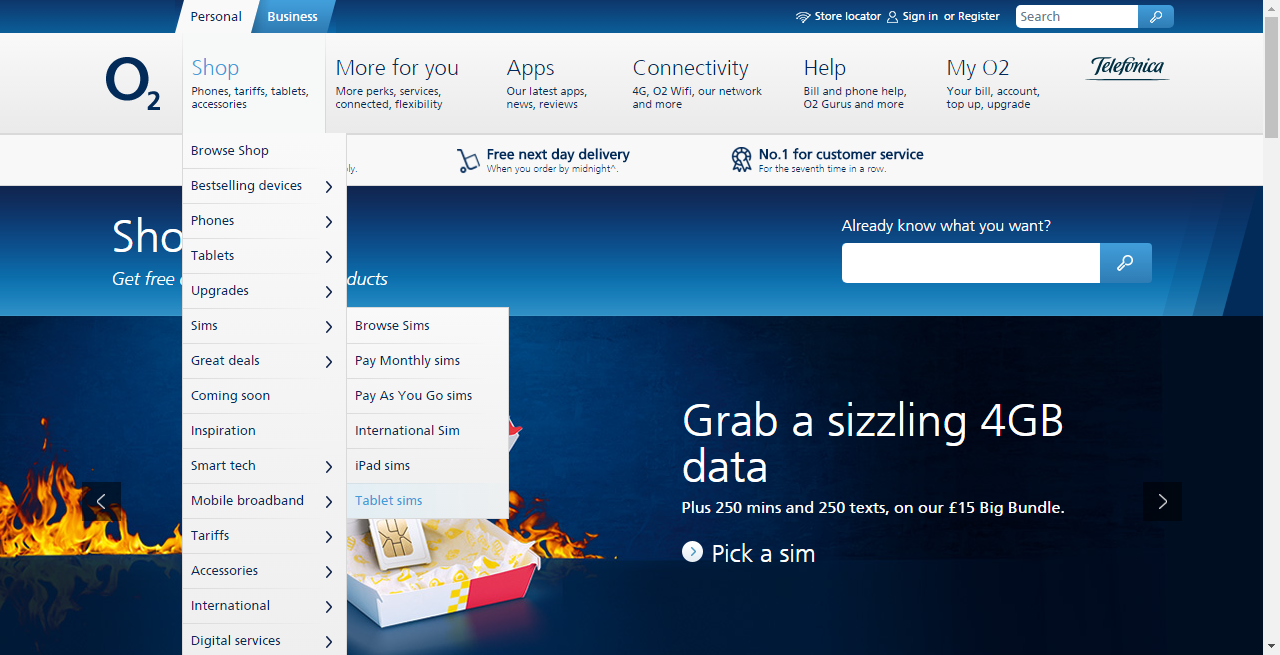 Personal
Business
Store locator
Sign in or Register
Search
O2
Shop
Phones, tariffs, tablets,
accessories
More for you
More perks, services,
connected, flexibility
Apps
Our latest apps,
news, reviews
Connectivity
4G, O2 Wifi, our network
and more
Help
Bill and phone help,
O2 Gurus and more
My O2
Your bill, account,
top up, upgrade
Telefónica
Free next day delivery
When you order by midnight^.
No.1 for customer service
For the seventh time in a row.
Already know what you want?
Get free
Browse Shop
Bestselling devices
Phones
Tablets
Upgrades
Sims
Great deals
Coming soon
Inspiration
Smart tech
Mobile broadband
Tariffs
Accessories
International
Digital services
Browse Sims
Pay Monthly sims
Pay As You Go sims
International Sim
iPad sims
Tablet sims
Grab a sizzling 4GB
data
Plus 250 mins and 250 texts, on our £15 Big Bundle.
Pick a sim